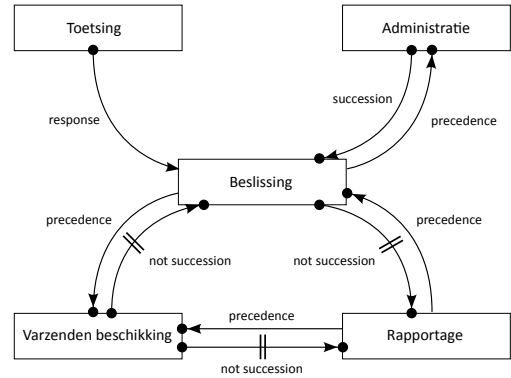 Toetsing
Administratie
succession
response
precedence
Beslissing
precedence
precedence
not succession
not succession
precedence
Varzenden beschikking
Rapportage
not succession